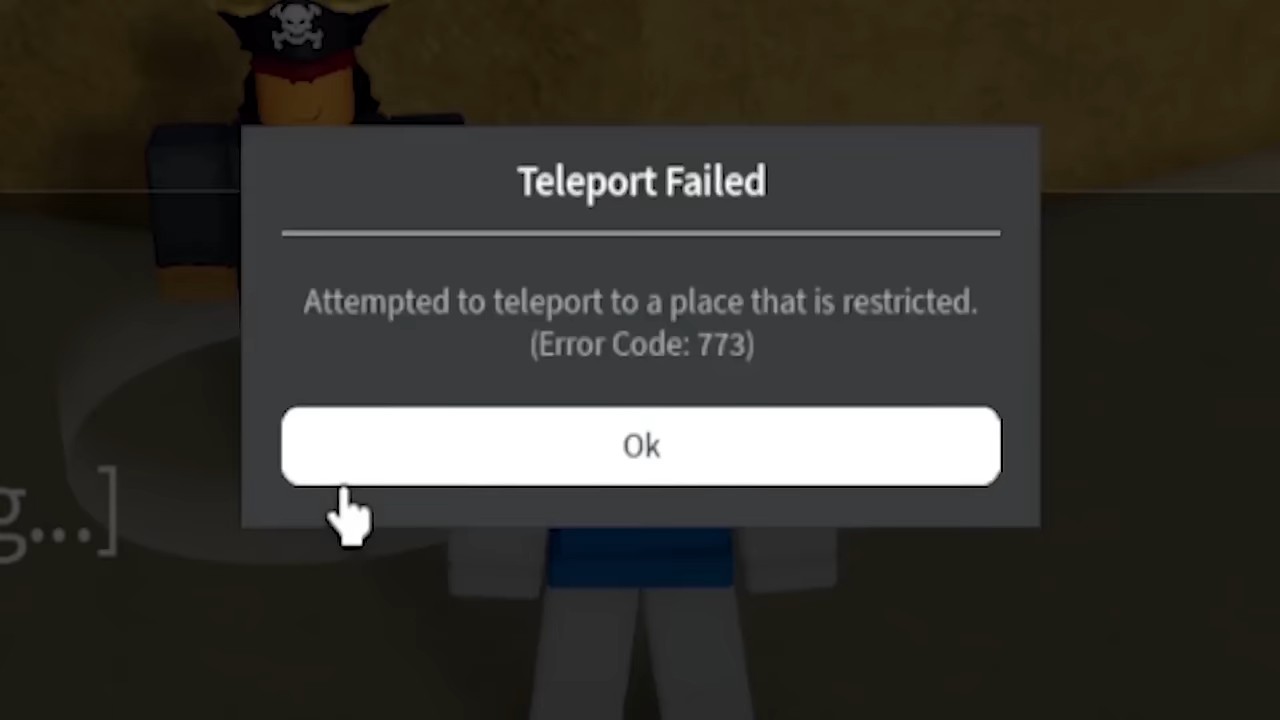 Teleport Failed
Attempted to teleport to a place that is restricted.
(Error Code: 773)
Ok
g...]